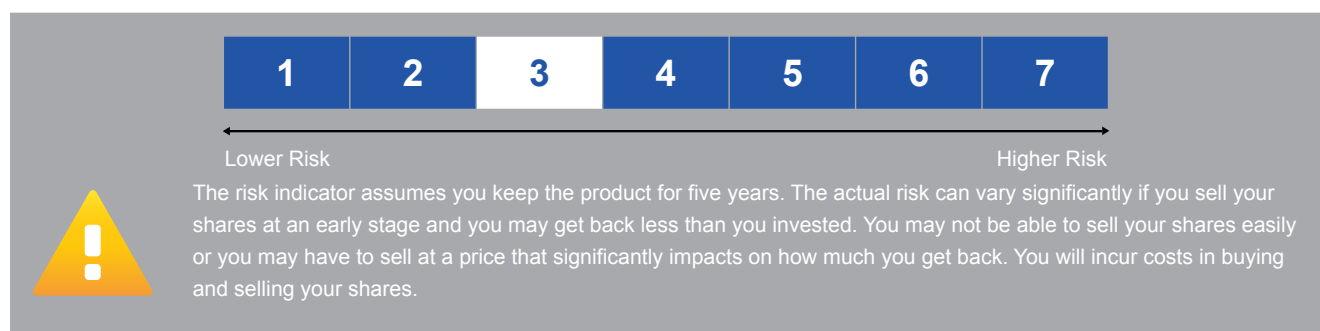 1 2 3 4 5 6 7
Lower Risk Higher Risk
The risk indicator assumes you keep the product for five years. The actual risk can vary significantly if you sell your
shares at an early stage and you may get back less than you invested. You may not be able to sell your shares easily
or you may have to sell at a price that significantly impacts on how much you get back. You will incur costs in buying
and selling your shares.